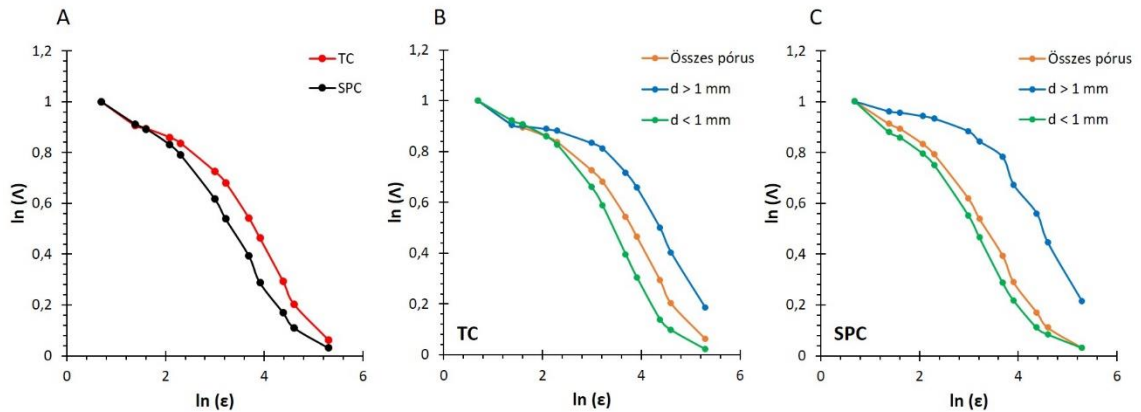 A
1,2
1
0,8
0,6
0,4
0,2
0
ln (Λ)
0
2
4
6
ln (ε)
TC
SPC
B
1,2
1
0,8
0,6
0,4
0,2
0
ln (Λ)
0
2
4
6
ln (ε)
Összes pórus
d > 1 mm
d < 1 mm
TC
C
1,2
1
0,8
0,6
0,4
0,2
0
ln (Λ)
0
2
4
6
ln (ε)
Összes pórus
d > 1 mm
d < 1 mm
SPC